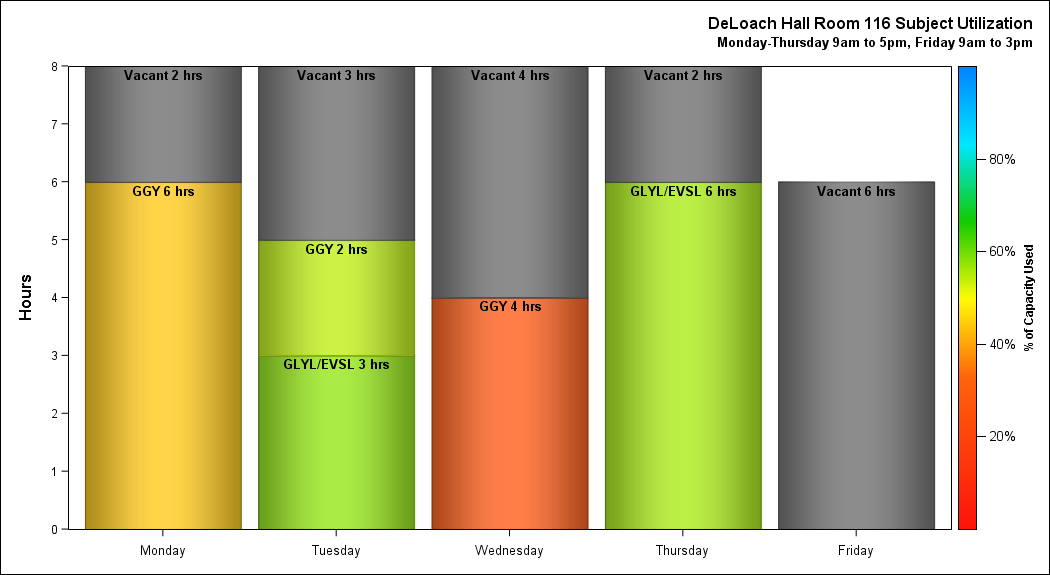 DeLoach Hall Room 116 Subject Utilization
Monday-Thursday 9am to 5pm, Friday 9am to 3pm
8
7
6
5
4
3
2
1
0
Hours
Vacant 2 hrs
GGY 6 hrs
Vacant 3 hrs
GGY 2 hrs
GLYL/EVSL 3 hrs
Vacant 4 hrs
GGY 4 hrs
Vacant 2 hrs
GLYL/EVSL 6 hrs
Vacant 6 hrs
Monday
Tuesday
Wednesday
Thursday
Friday
80%
60%
40%
20%
% of Capacity Used